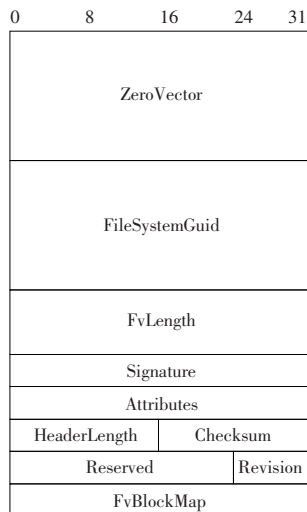 0 8 16 24 31
ZeroVector
FileSystemGuid
FvLength
Signature
Attributes
HeaderLength Checksum
Reserved Revision
FvBlockMap